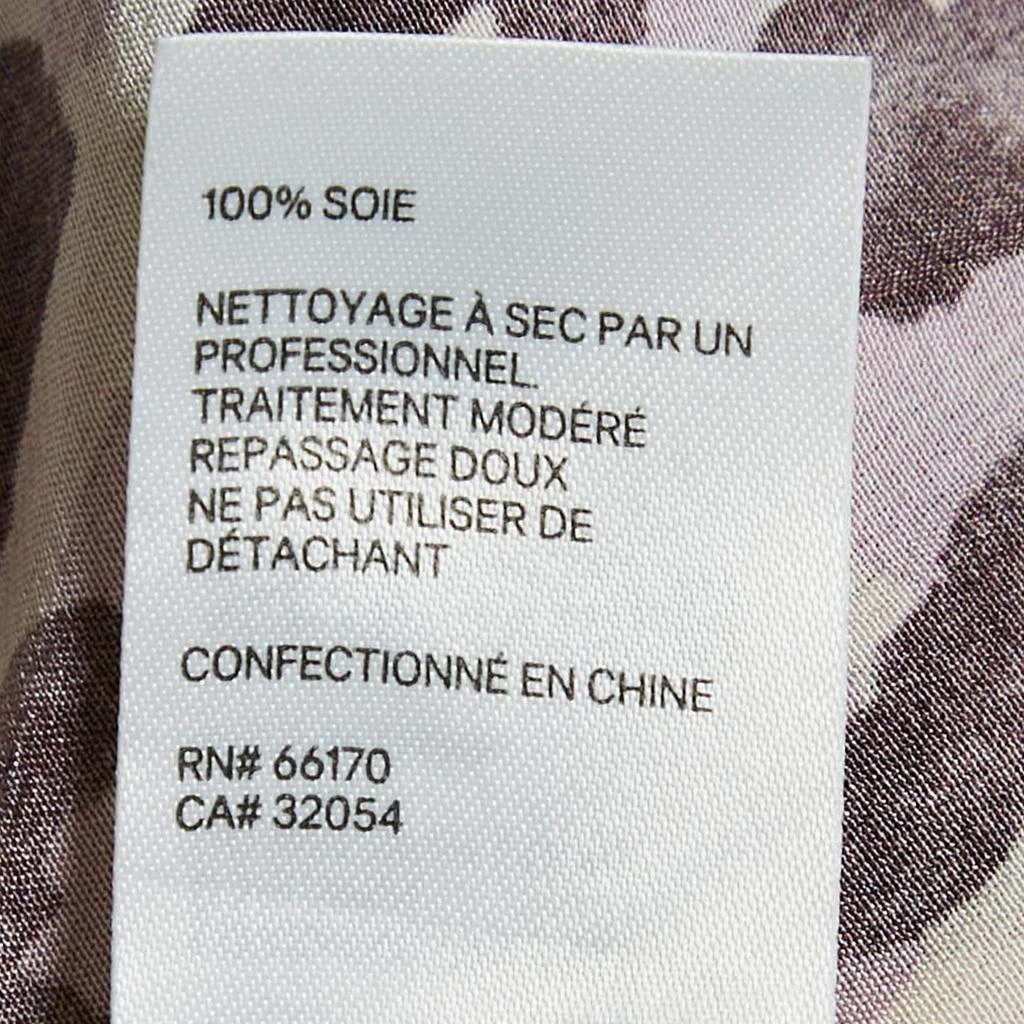 100% SOIE
NETTOYAGE À SEC PAR UN
PROFESSIONNEL.
TRAITEMENT MODÉRÉ
REPASSAGE DOUX
NE PAS UTILISER DE
DÉTACHANT
CONFECTIONNÉ EN CHINE
RN# 66170
CA# 32054